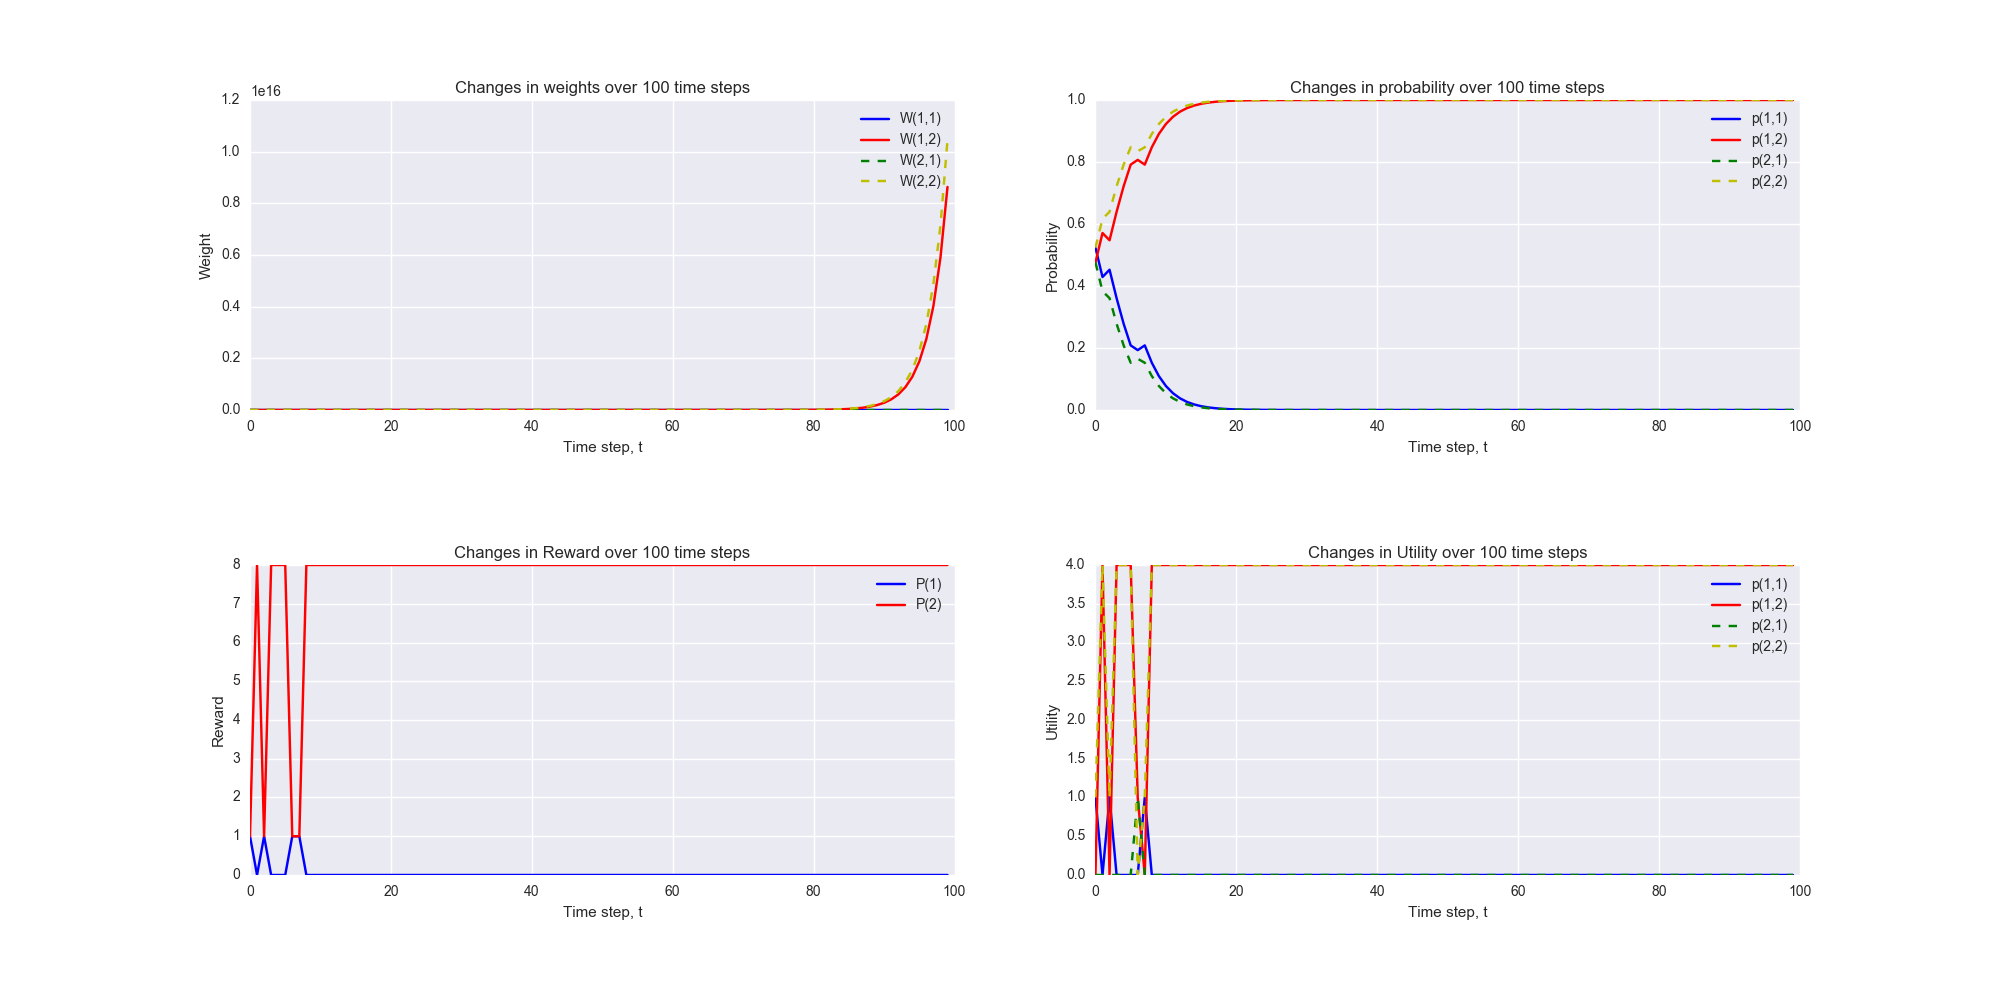 Changes in weights over 100 time steps
1e16
1.2
1.0
0.8
0.6
0.4
0.2
0.0
Weight
W(1,1)
W(1,2)
W(2,1)
W(2,2)
0 20 40 60 80 100
Time step, t
Changes in probability over 100 time steps
1.0
0.8
0.6
0.4
0.2
0.0
Probability
p(1,1)
p(1,2)
p(2,1)
p(2,2)
0 20 40 60 80 100
Time step, t
Changes in Reward over 100 time steps
8
7
6
5
4
3
2
1
0
Reward
P(1)
P(2)
0 20 40 60 80 100
Time step, t
Changes in Utility over 100 time steps
4.0
3.5
3.0
2.5
2.0
1.5
1.0
0.5
0.0
Utility
p(1,1)
p(1,2)
p(2,1)
p(2,2)
0 20 40 60 80 100
Time step, t